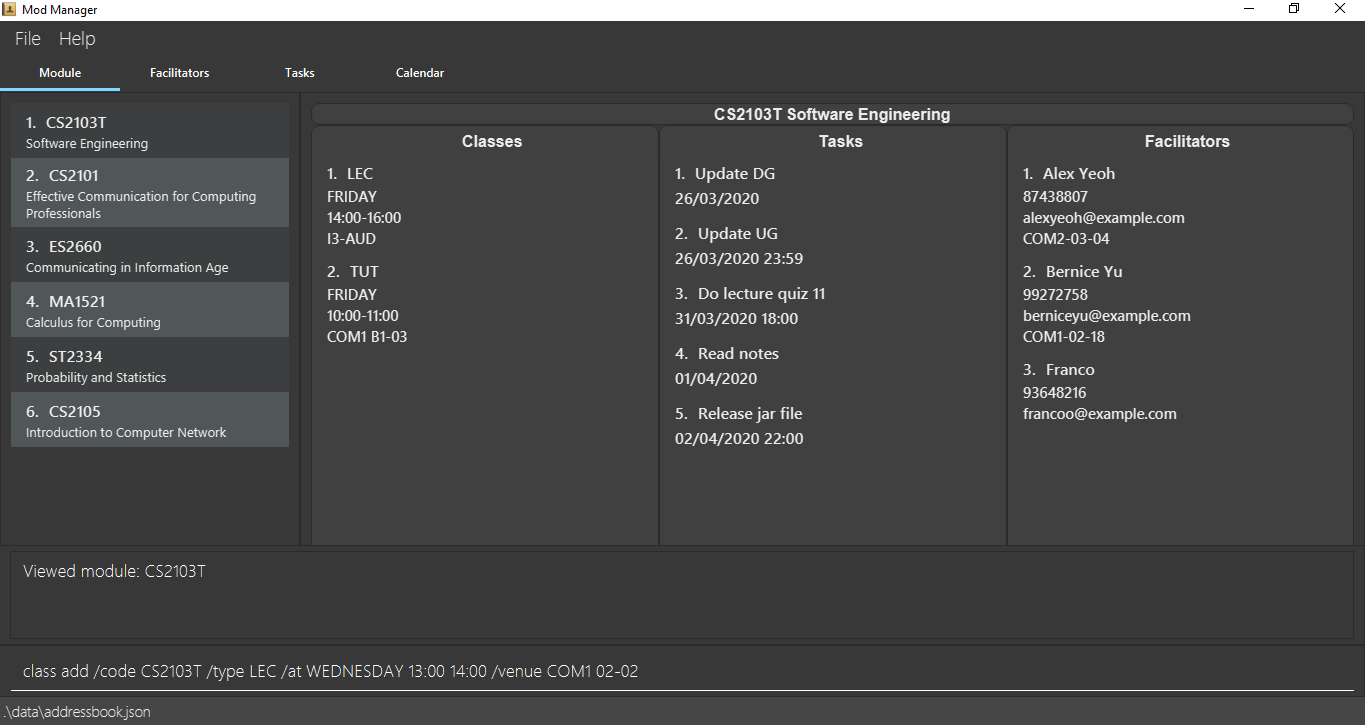 Mod Manager
File Help
Module Facilitators Tasks Calendar
1. CS2103T
Software Engineering
2. CS2101
Effective Communication for Computing
Professionals
3. ES2660
Communicating in Information Age
4. MA1521
Calculus for Computing
5. ST2334
Probability and Statistics
6. CS2105
Introduction to Computer Network
CS2103T Software Engineering
Classes
1. LEC
FRIDAY
14:00-16:00
I3-AUD
2. TUT
FRIDAY
10:00-11:00
COM1 B1-03
Tasks
1. Update DG
26/03/2020
2. Update UG
26/03/2020 23:59
3. Do lecture quiz 11
31/03/2020 18:00
4. Read notes
01/04/2020
5. Release jar file
02/04/2020 22:00
Facilitators
1. Alex Yeoh
87438807
alexyeoh@example.com
COM2-03-04
2. Bernice Yu
99272758
berniceyu@example.com
COM1-02-18
3. Franco
93648216
francoo@example.com
Viewed module: CS2103T
class add /code CS2103T /type LEC /at WEDNESDAY 13:00 14:00 /venue COM1 02-02
.\data\addressbook.json